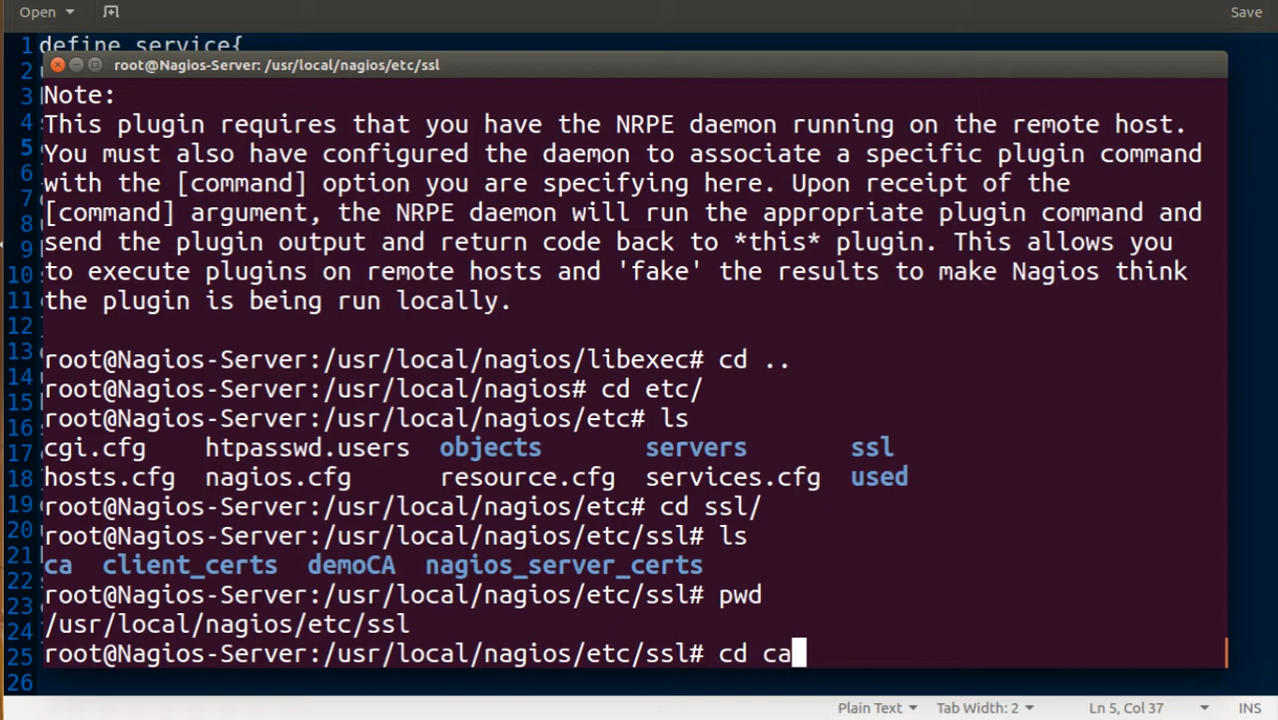 Open Save
1 define service{
2
root@Nagios-Server: /usr/local/nagios/etc/ssl
3 Note:
4 This plugin requires that you have the NRPE daemon running on the remote host.
5 You must also have configured the daemon to associate a specific plugin command
6 with the [command] option you are specifying here. Upon receipt of the
7 [command] argument, the NRPE daemon will run the appropriate plugin command and
8
9 send the plugin output and return code back to *this* plugin. This allows you
10 to execute plugins on remote hosts and 'fake' the results to make Nagios think
11 the plugin is being run locally.
12
13 root@Nagios-Server:/usr/local/nagios/libexec# cd ..
14 root@Nagios-Server:/usr/local/nagios# cd etc/
15
16 root@Nagios-Server:/usr/local/nagios/etc# ls
17 cgi.cfg htpasswd.users objects servers ssl
18 hosts.cfg nagios.cfg resource.cfg services.cfg used
19 root@Nagios-Server:/usr/local/nagios/etc# cd ssl/
20 root@Nagios-Server:/usr/local/nagios/etc/ssl# ls
21 ca client_certs demoCA nagios_server_certs
22
23 root@Nagios-Server:/usr/local/nagios/etc/ssl# pwd
24 /usr/local/nagios/etc/ssl
25 root@Nagios-Server:/usr/local/nagios/etc/ssl# cd ca
26
Plain Text Tab Width: 2 Ln 5, Col 37 INS